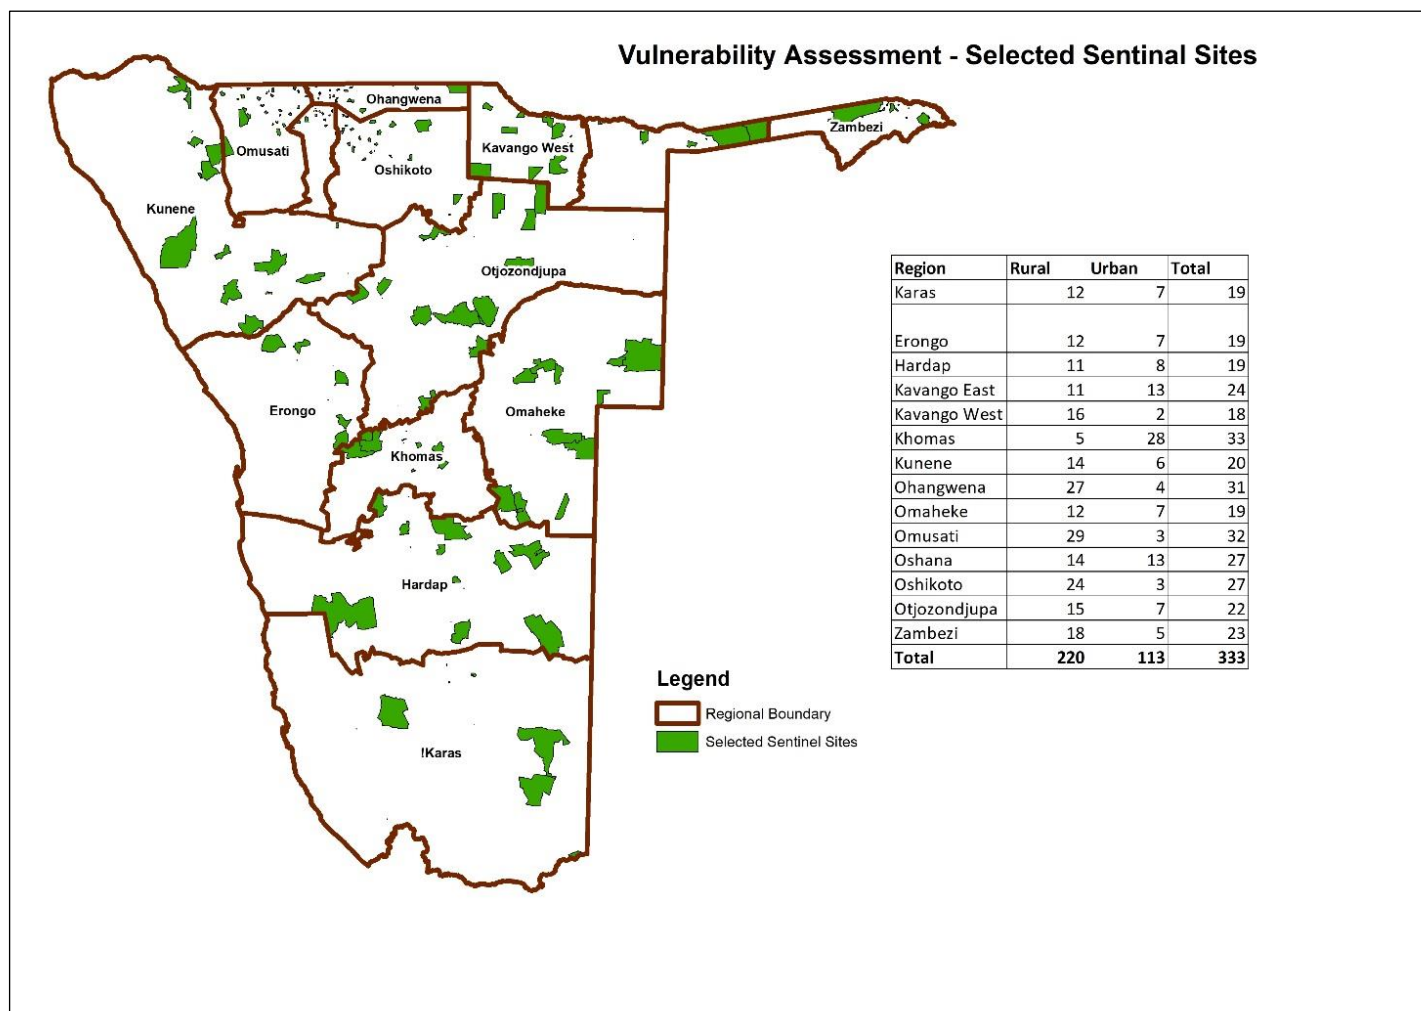 Vulnerability Assessment - Selected Sentinal Sites
Ohangwena
Zambezi
Omusati
Kavango West
Oshikoto
Kunene
Otjozondjupa
Erongo
Omaheke
Khomas
Hardap
!Karas
Region Rural Urban Total
Karas 12 7 19
Erongo 12 7 19
Hardap 11 8 19
Kavango East 11 13 24
Kavango West 16 2 18
Khomas 5 28 33
Kunene 14 6 20
Ohangwena 27 4 31
Omaheke 12 7 19
Omusati 29 3 32
Oshana 14 13 27
Oshikoto 24 3 27
Otjozondjupa 15 7 22
Zambezi 18 5 23
Total 220 113 333
Legend
Regional Boundary
Selected Sentinel Sites